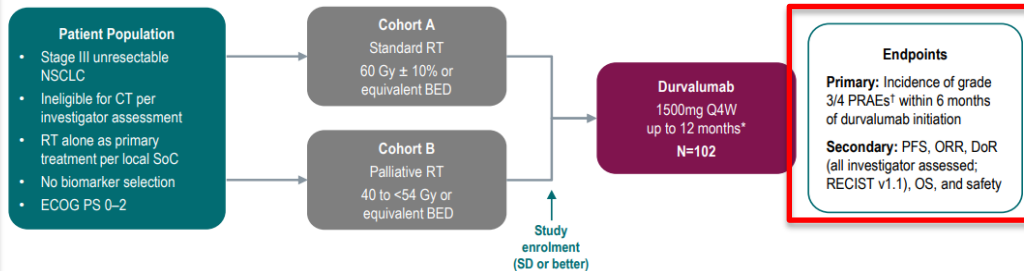 Patient Population
• Stage III unresectable
NSCLC
• Ineligible for CT per
investigator assessment
• RT alone as primary
treatment per local SoC
• No biomarker selection
• ECOG PS 0–2
Cohort A
Standard RT
60 Gy ± 10% or
equivalent BED
Cohort B
Palliative RT
40 to <54 Gy or
equivalent BED
Study
enrolment
(SD or better)
Durvalumab
1500mg Q4W
up to 12 months*
N=102
Endpoints
Primary: Incidence of grade
3/4 PRAEs† within 6 months
of durvalumab initiation
Secondary: PFS, ORR, DoR
(all investigator assessed;
RECIST v1.1), OS, and safety